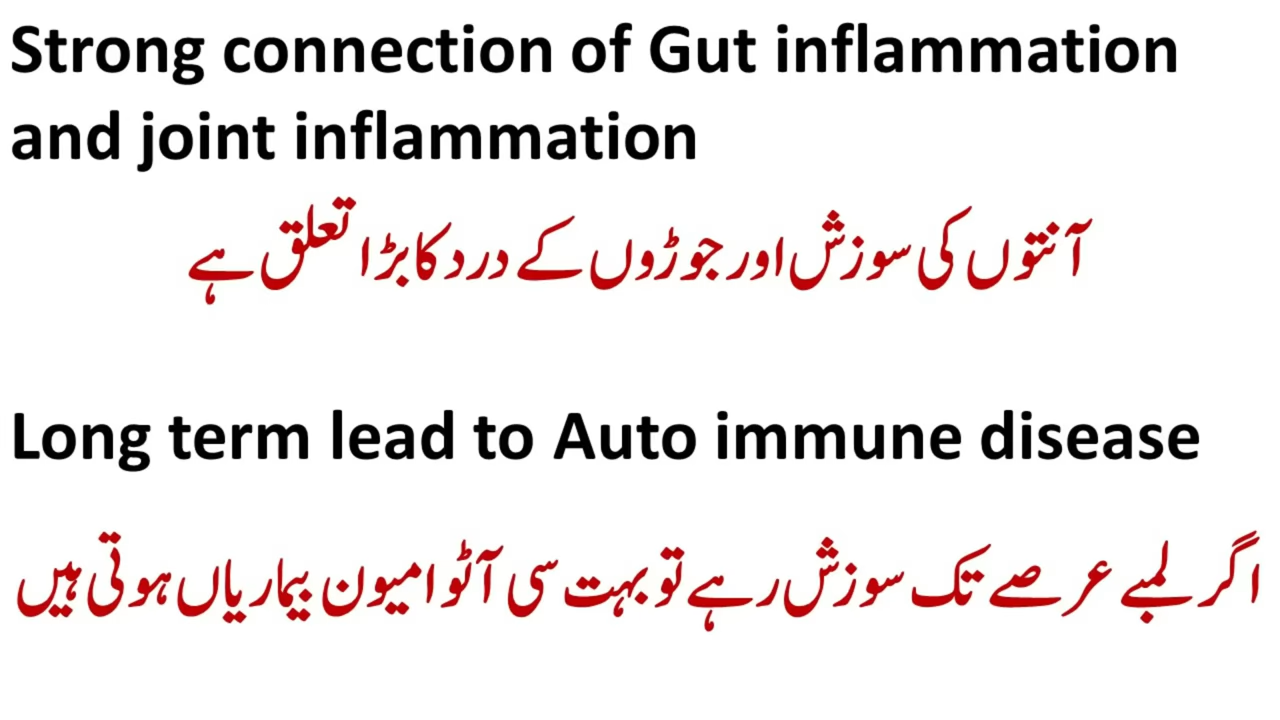 Strong connection of Gut inflammation
and joint inflammation
آنتوں کی سوزش اور جوڑوں کے درد کا بڑا تعلق ہے
Long term lead to Auto immune disease
اگر لمبے عرصے تک سوزش رہے تو بہت سی آٹو امیون بیماریاں ہوتی ہیں